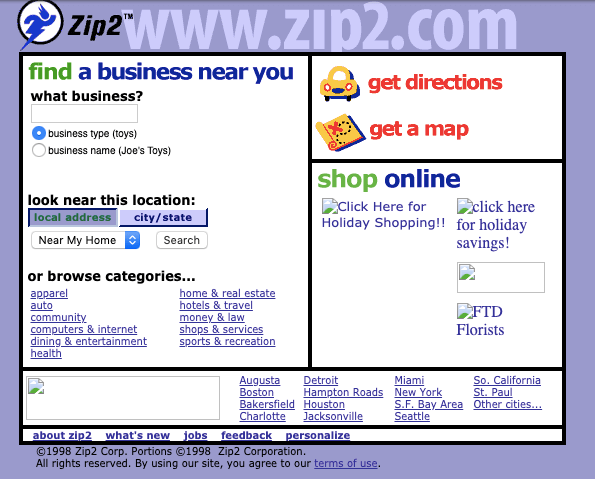 Zip2™
www.zip2.com
find a business near you
what business?
business type (toys)
business name (Joe's Toys)
look near this location:
local address city/state
Near My Home Search
or browse categories...
apparel
auto
community
computers & internet
dining & entertainment
health
home & real estate
hotels & travel
money & law
shops & services
sports & recreation
get directions
get a map
shop online
Click Here for
Holiday Shopping!!
click here
for holiday
savings!
FTD
Florists
Augusta
Boston
Bakersfield
Charlotte
Detroit
Hampton Roads
Houston
Jacksonville
Miami
New York
S.F. Bay Area
Seattle
So. California
St. Paul
Other cities...
about zip2 what's new jobs feedback personalize
©1998 Zip2 Corp. Portions ©1998 Zip2 Corporation.
All rights reserved. By using our site, you agree to our terms of use.